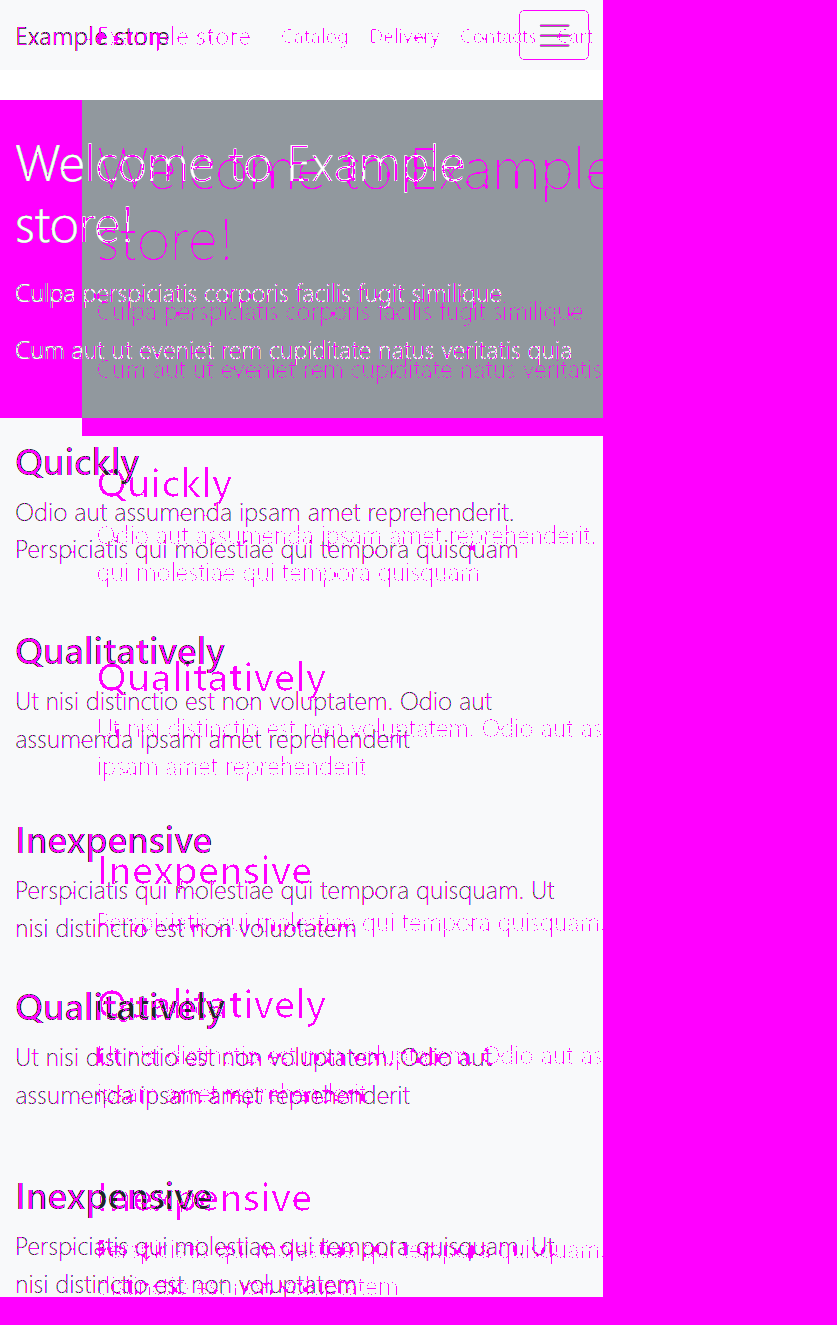 Example store
Example store Catalog Delivery Contacts Cart
Welcome to Example
store!
Welcome to Example
store!
Culpa perspiciatis corporis facilis fugit similique
Culpa perspiciatis corporis facilis fugit similique
Cum aut ut eveniet rem cupiditate natus veritatis quia
Cum aut ut eveniet rem cupiditate natus veritatis
Quickly
Quickly
Odio aut assumenda ipsam amet reprehenderit.
Odio aut assumenda ipsam amet reprehenderit.
Perspiciatis qui molestiae qui tempora quisquam
qui molestiae qui tempora quisquam
Qualitatively
Qualitatively
Ut nisi distinctio est non voluptatem. Odio aut
Ut nisi distinctio est non voluptatem. Odio aut as
assumenda ipsam amet reprehenderit
ipsam amet reprehenderit
Inexpensive
Inexpensive
Perspiciatis qui molestiae qui tempora quisquam. Ut
Perspiciatis qui molestiae qui tempora quisquam.
nisi distinctio est non voluptatem
Qualitatively
Qualitatively
Ut nisi distinctio est non voluptatem. Odio aut
Ut nisi distinctio est non voluptatem. Odio aut as
assumenda ipsam amet reprehenderit
ipsam amet reprehenderit
Inexpensive
Inexpensive
Perspiciatis qui molestiae qui tempora quisquam. Ut
Perspiciatis qui molestiae qui tempora quisquam.
nisi distinctio est non voluptatem
distinctio est non voluptatem